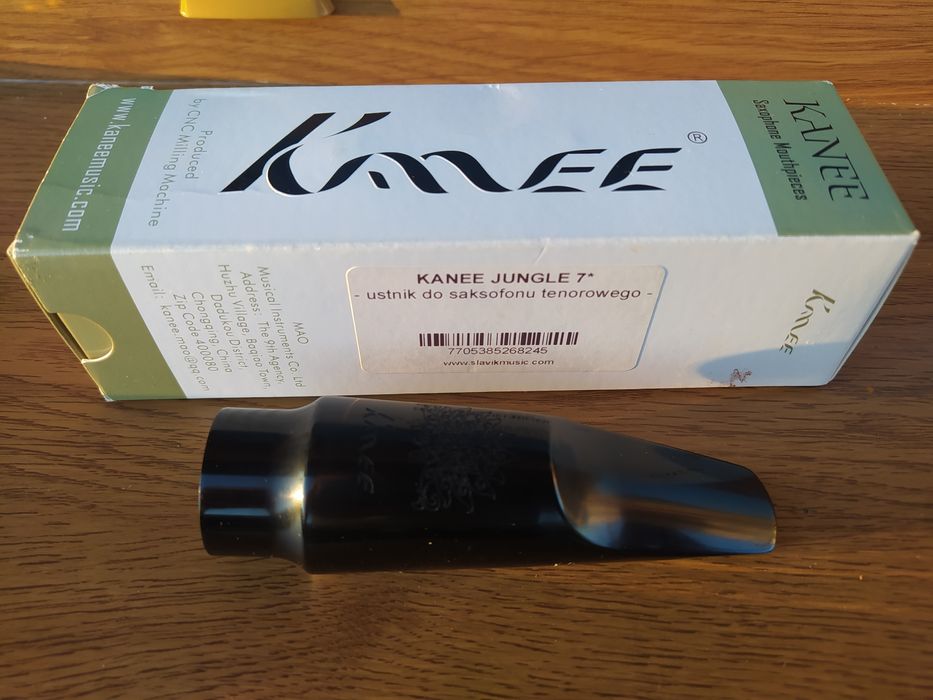 KANEE ®
KANEE
Saxophone Mouthpieces
Produced
by CNC Milling Machine
www.kaneemusic.com
KANEE JUNGLE 7*
- ustnik do saksofonu tenorowego -
7705385268245
www.slavikmusic.com
KANEE
MAO
Musical Instruments Co. Ltd
Address: The 9th Agency,
Huzhu Village, Baqiao Town,
Dadukou District,
Chongqing, China
Zip Code 400080
Email: kanee.mao@qq.com
KANEE